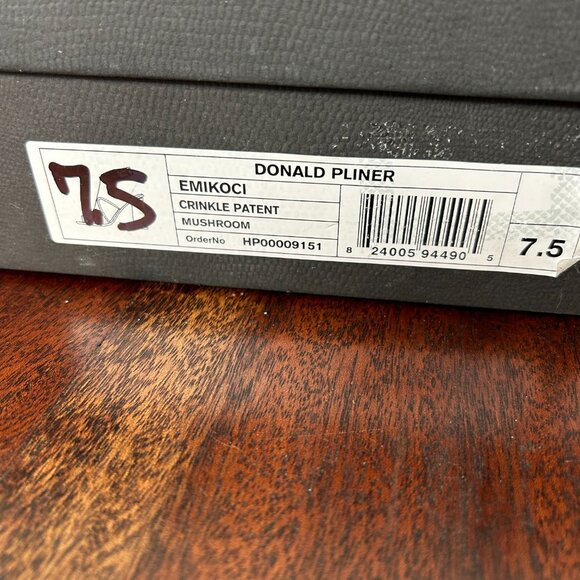 7.5
DONALD PLINER
EMIKOCI
CRINKLE PATENT
MUSHROOM
OrderNo HP00009151
8 24005 94490 5
7.5